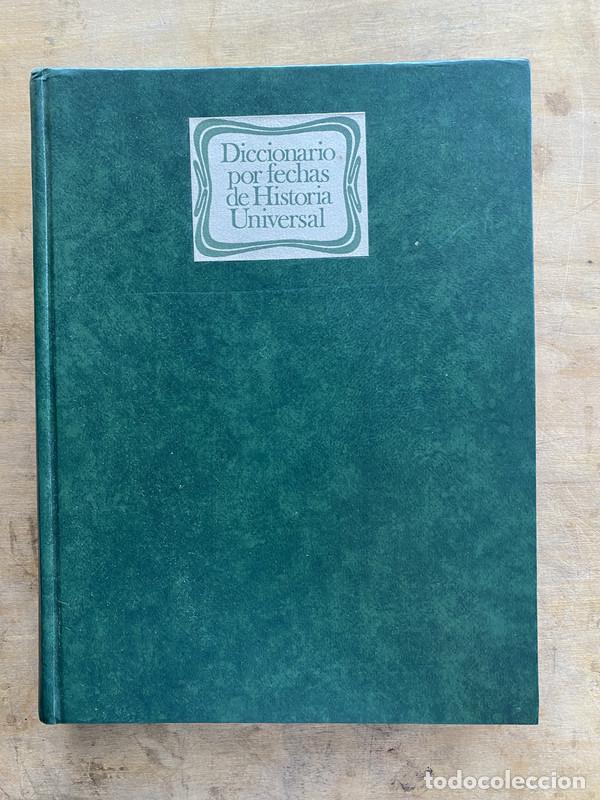 Diccionario
por fechas
de Historia
Universal
todocoleccion